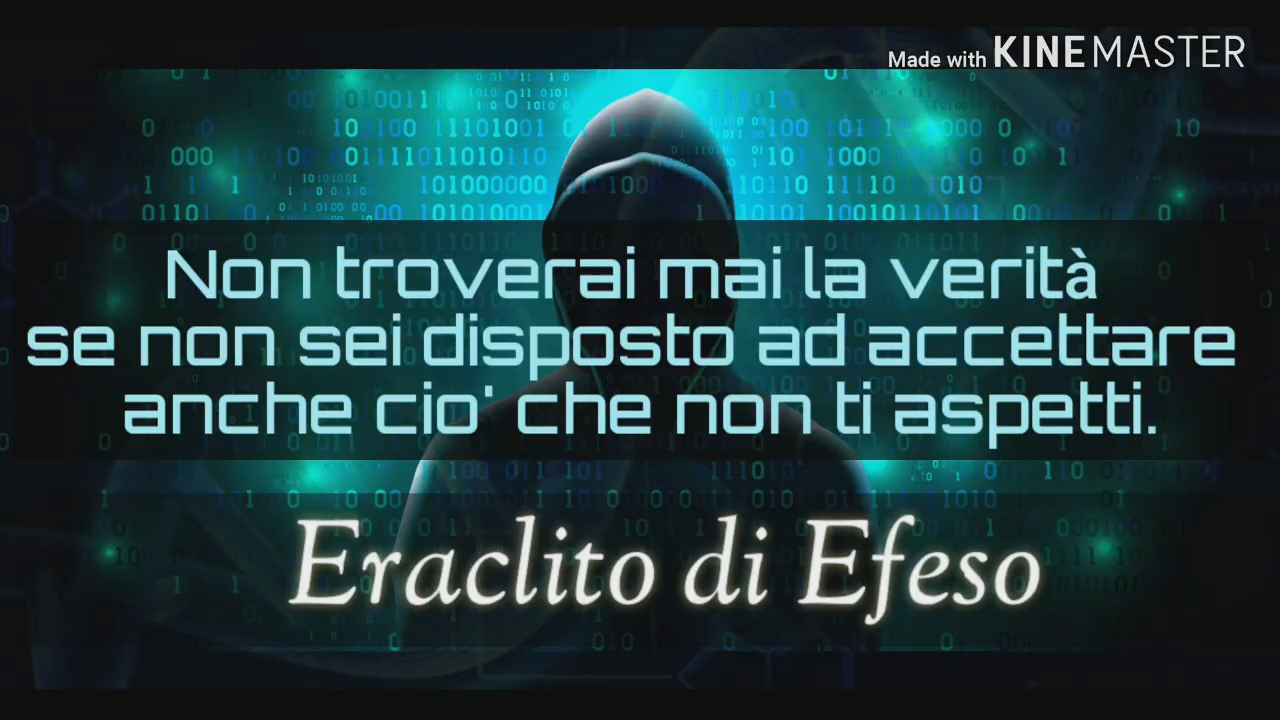 Made with KINEMASTER
Non troverai mai la verità
se non sei disposto ad accettare
anche cio' che non ti aspetti.
Eraclito di Efeso